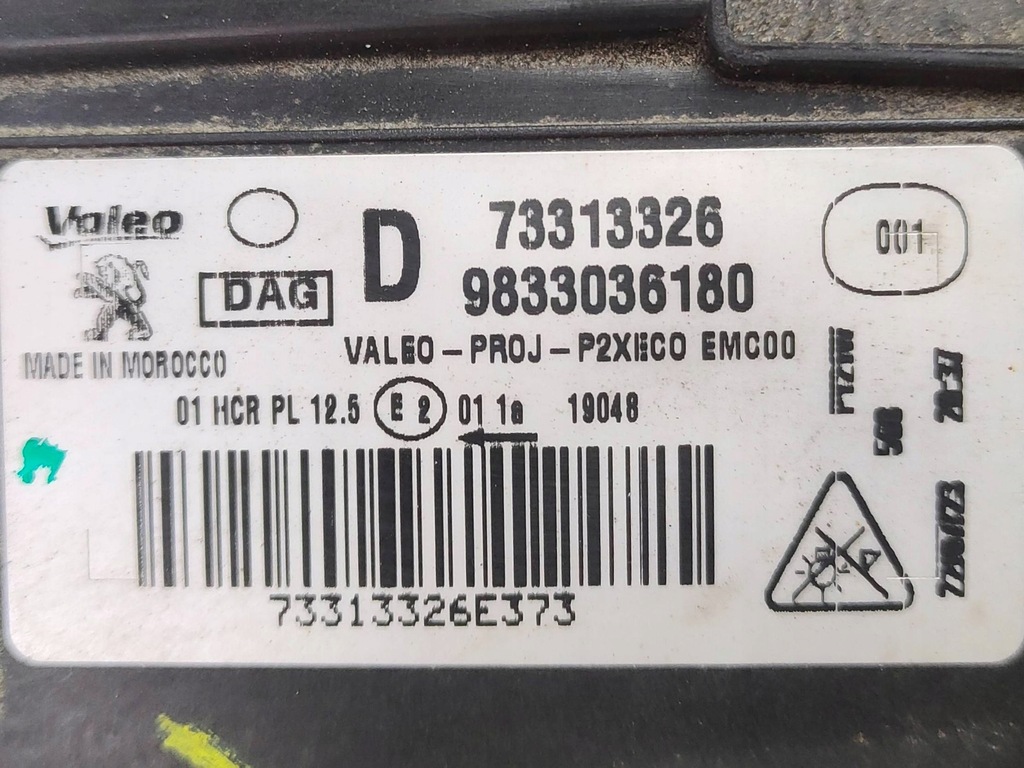 Valeo
D
73313326
001
DAG
9833036180
MADE IN MOROCCO
VALEO-PROJ-P2XECO EMC00
01 HCR PL 12.5 E 2 01 1a 19048
73313326E373